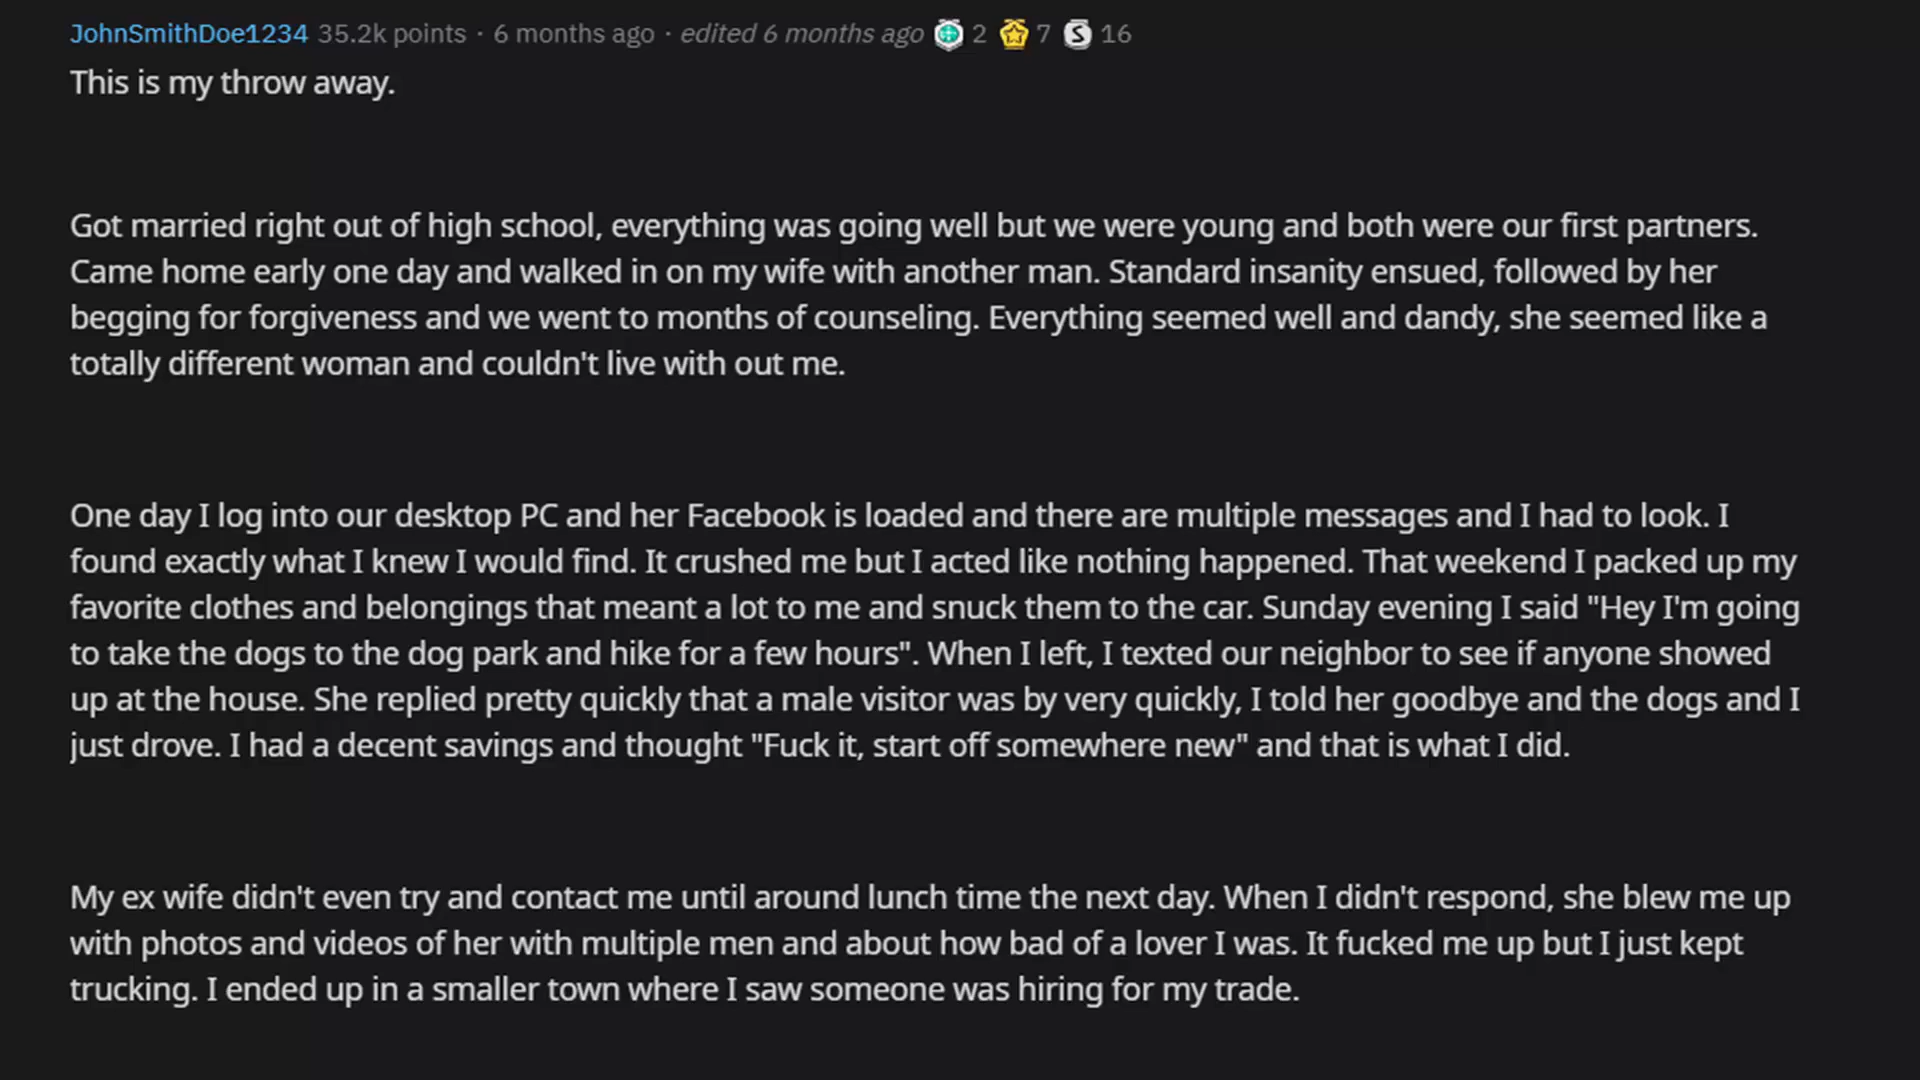 JohnSmithDoe1234 35.2k points · 6 months ago · edited 6 months ago 2 7 S 16
This is my throw away.
Got married right out of high school, everything was going well but we were young and both were our first partners.
Came home early one day and walked in on my wife with another man. Standard insanity ensued, followed by her
begging for forgiveness and we went to months of counseling. Everything seemed well and dandy, she seemed like a
totally different woman and couldn't live with out me.
One day I log into our desktop PC and her Facebook is loaded and there are multiple messages and I had to look. I
found exactly what I knew I would find. It crushed me but I acted like nothing happened. That weekend I packed up my
favorite clothes and belongings that meant a lot to me and snuck them to the car. Sunday evening I said "Hey I'm going
to take the dogs to the dog park and hike for a few hours". When I left, I texted our neighbor to see if anyone showed
up at the house. She replied pretty quickly that a male visitor was by very quickly, I told her goodbye and the dogs and I
just drove. I had a decent savings and thought "Fuck it, start off somewhere new" and that is what I did.
My ex wife didn't even try and contact me until around lunch time the next day. When I didn't respond, she blew me up
with photos and videos of her with multiple men and about how bad of a lover I was. It fucked me up but I just kept
trucking. I ended up in a smaller town where I saw someone was hiring for my trade.